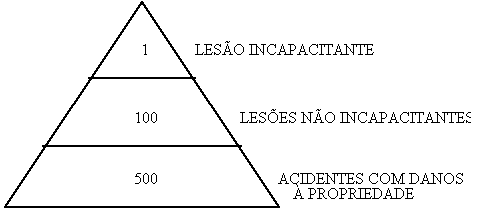 1 LESÃO INCAPACITANTE
100 LESÕES NÃO INCAPACITANTES
500 ACIDENTES COM DANOS
À PROPRIEDADE